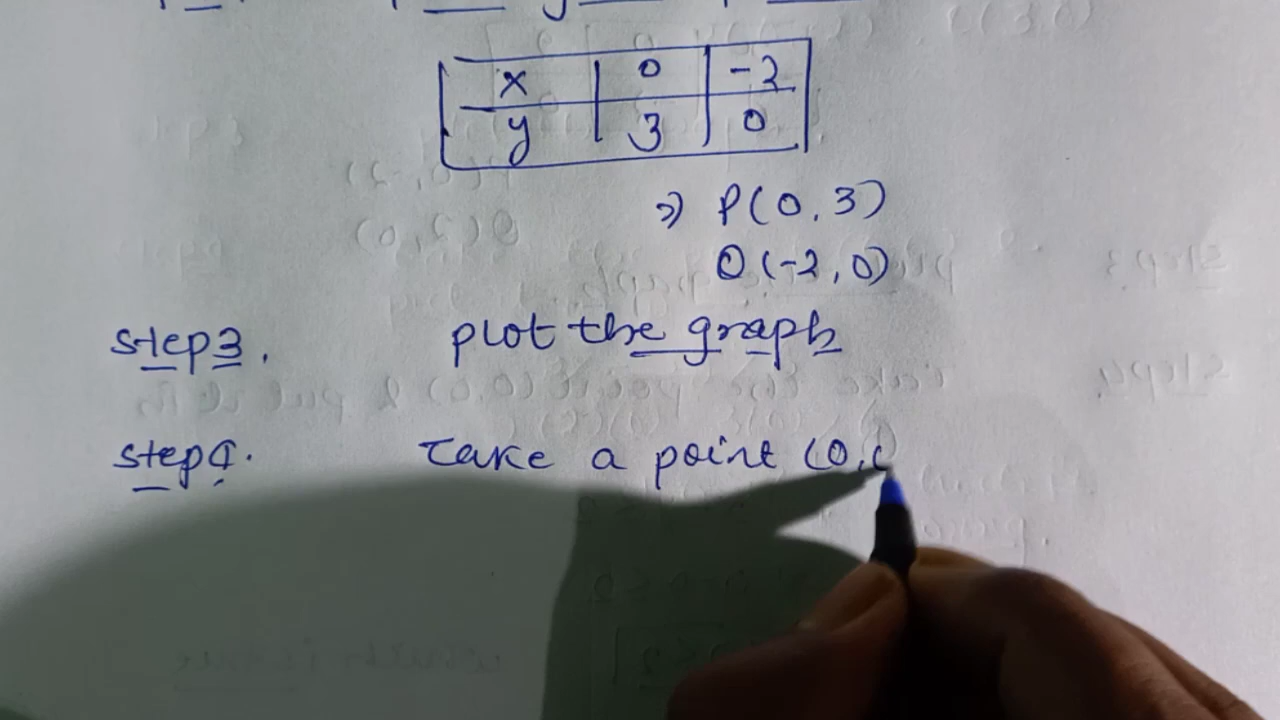 x 0 -2
y 3 0
⇒ P(0,3)
Q(-2,0)
step3. plot the graph
step4. Take a point (0,